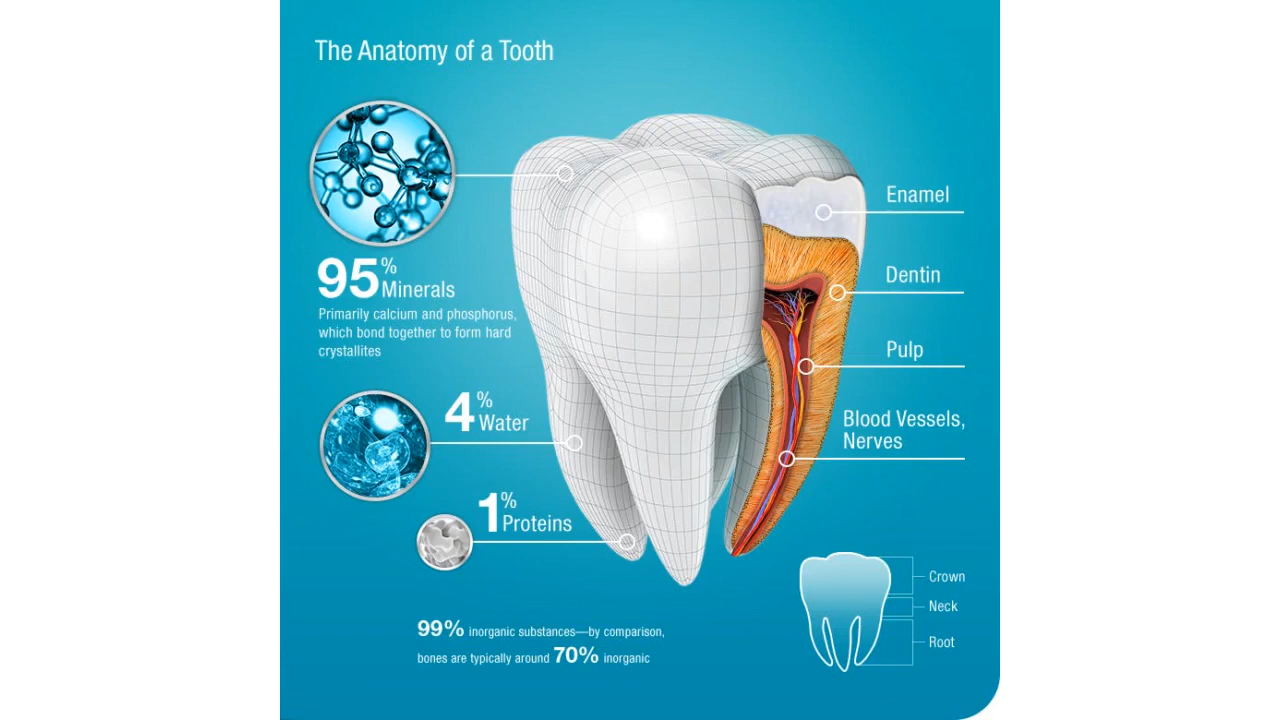 The Anatomy of a Tooth
95% Minerals
Primarily calcium and phosphorus,
which bond together to form hard
crystallites
4% Water
1% Proteins
99% inorganic substances—by comparison,
bones are typically around 70% inorganic
Enamel
Dentin
Pulp
Blood Vessels,
Nerves
Crown
Neck
Root